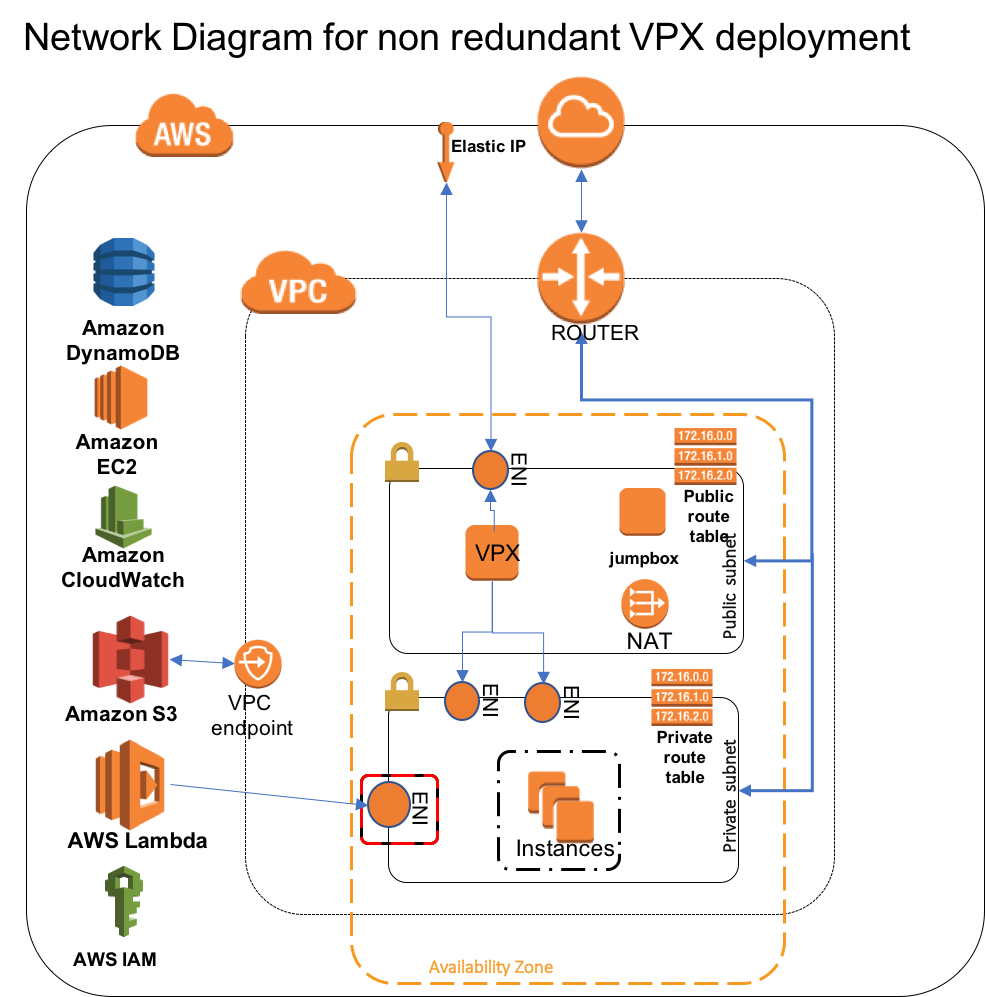 Network Diagram for non redundant VPX deployment
AWS
Elastic IP
VPC
ROUTER
Amazon
DynamoDB
Amazon
EC2
Amazon
CloudWatch
Amazon S3
VPC
endpoint
AWS Lambda
AWS IAM
ENI
172.16.0.0
172.16.1.0
172.16.2.0
Public
route
table
VPX
jumpbox
NAT
Public subnet
ENI
ENI
172.16.0.0
172.16.1.0
172.16.2.0
Private
route
table
ENI
Instances
Private subnet
Availability Zone